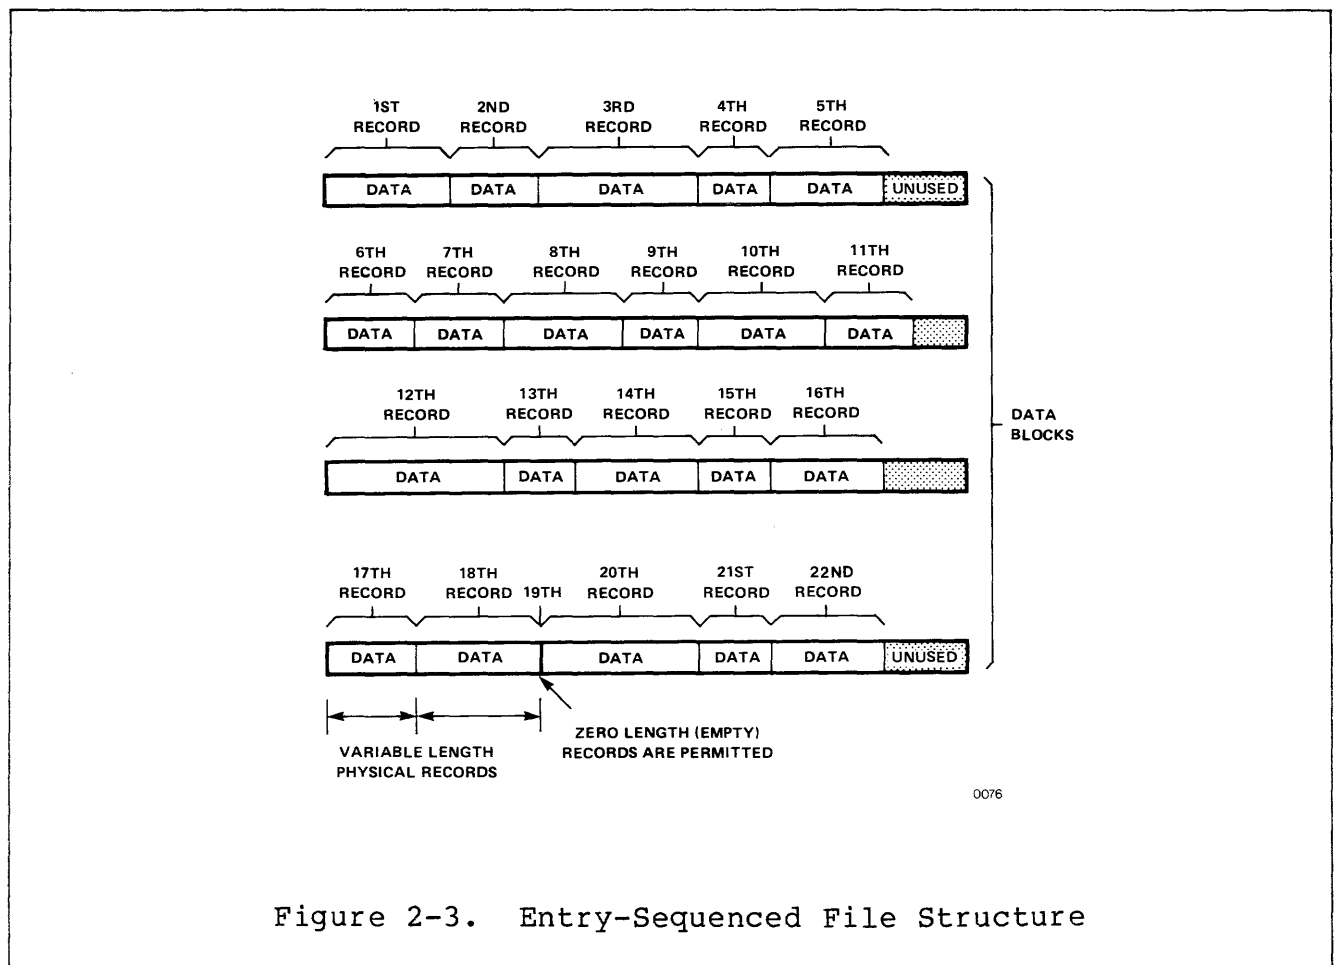 1ST 2ND 3RD 4TH 5TH
RECORD RECORD RECORD RECORD RECORD
DATA DATA DATA DATA DATA UNUSED
6TH 7TH 8TH 9TH 10TH 11TH
RECORD RECORD RECORD RECORD RECORD RECORD
DATA DATA DATA DATA DATA DATA
12TH 13TH 14TH 15TH 16TH
RECORD RECORD RECORD RECORD RECORD
DATA DATA DATA DATA DATA
DATA
BLOCKS
17TH 18TH 20TH 21ST 22ND
RECORD RECORD 19TH RECORD RECORD RECORD
DATA DATA DATA DATA DATA UNUSED
VARIABLE LENGTH
PHYSICAL RECORDS
ZERO LENGTH (EMPTY)
RECORDS ARE PERMITTED
0076
Figure 2-3. Entry-Sequenced File Structure